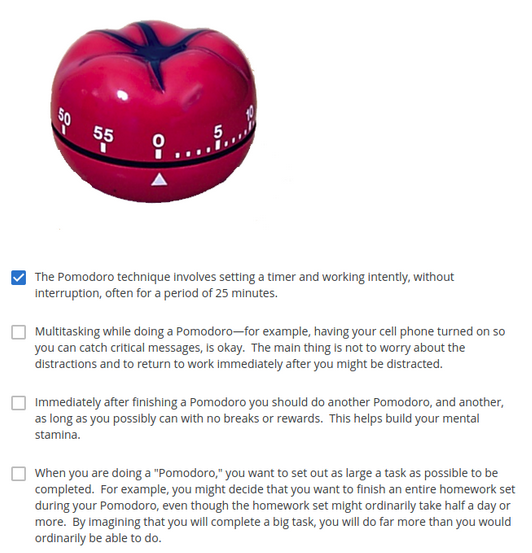 50 55 0 5 10
The Pomodoro technique involves setting a timer and working intently, without
interruption, often for a period of 25 minutes.
Multitasking while doing a Pomodoro—for example, having your cell phone turned on so
you can catch critical messages, is okay.  The main thing is not to worry about the
distractions and to return to work immediately after you might be distracted.
Immediately after finishing a Pomodoro you should do another Pomodoro, and another,
as long as you possibly can with no breaks or rewards.  This helps build your mental
stamina.
When you are doing a "Pomodoro," you want to set out as large a task as possible to be
completed.  For example, you might decide that you want to finish an entire homework set
during your Pomodoro, even though the homework set might ordinarily take half a day or
more.  By imagining that you will complete a big task, you will do far more than you would
ordinarily be able to do.